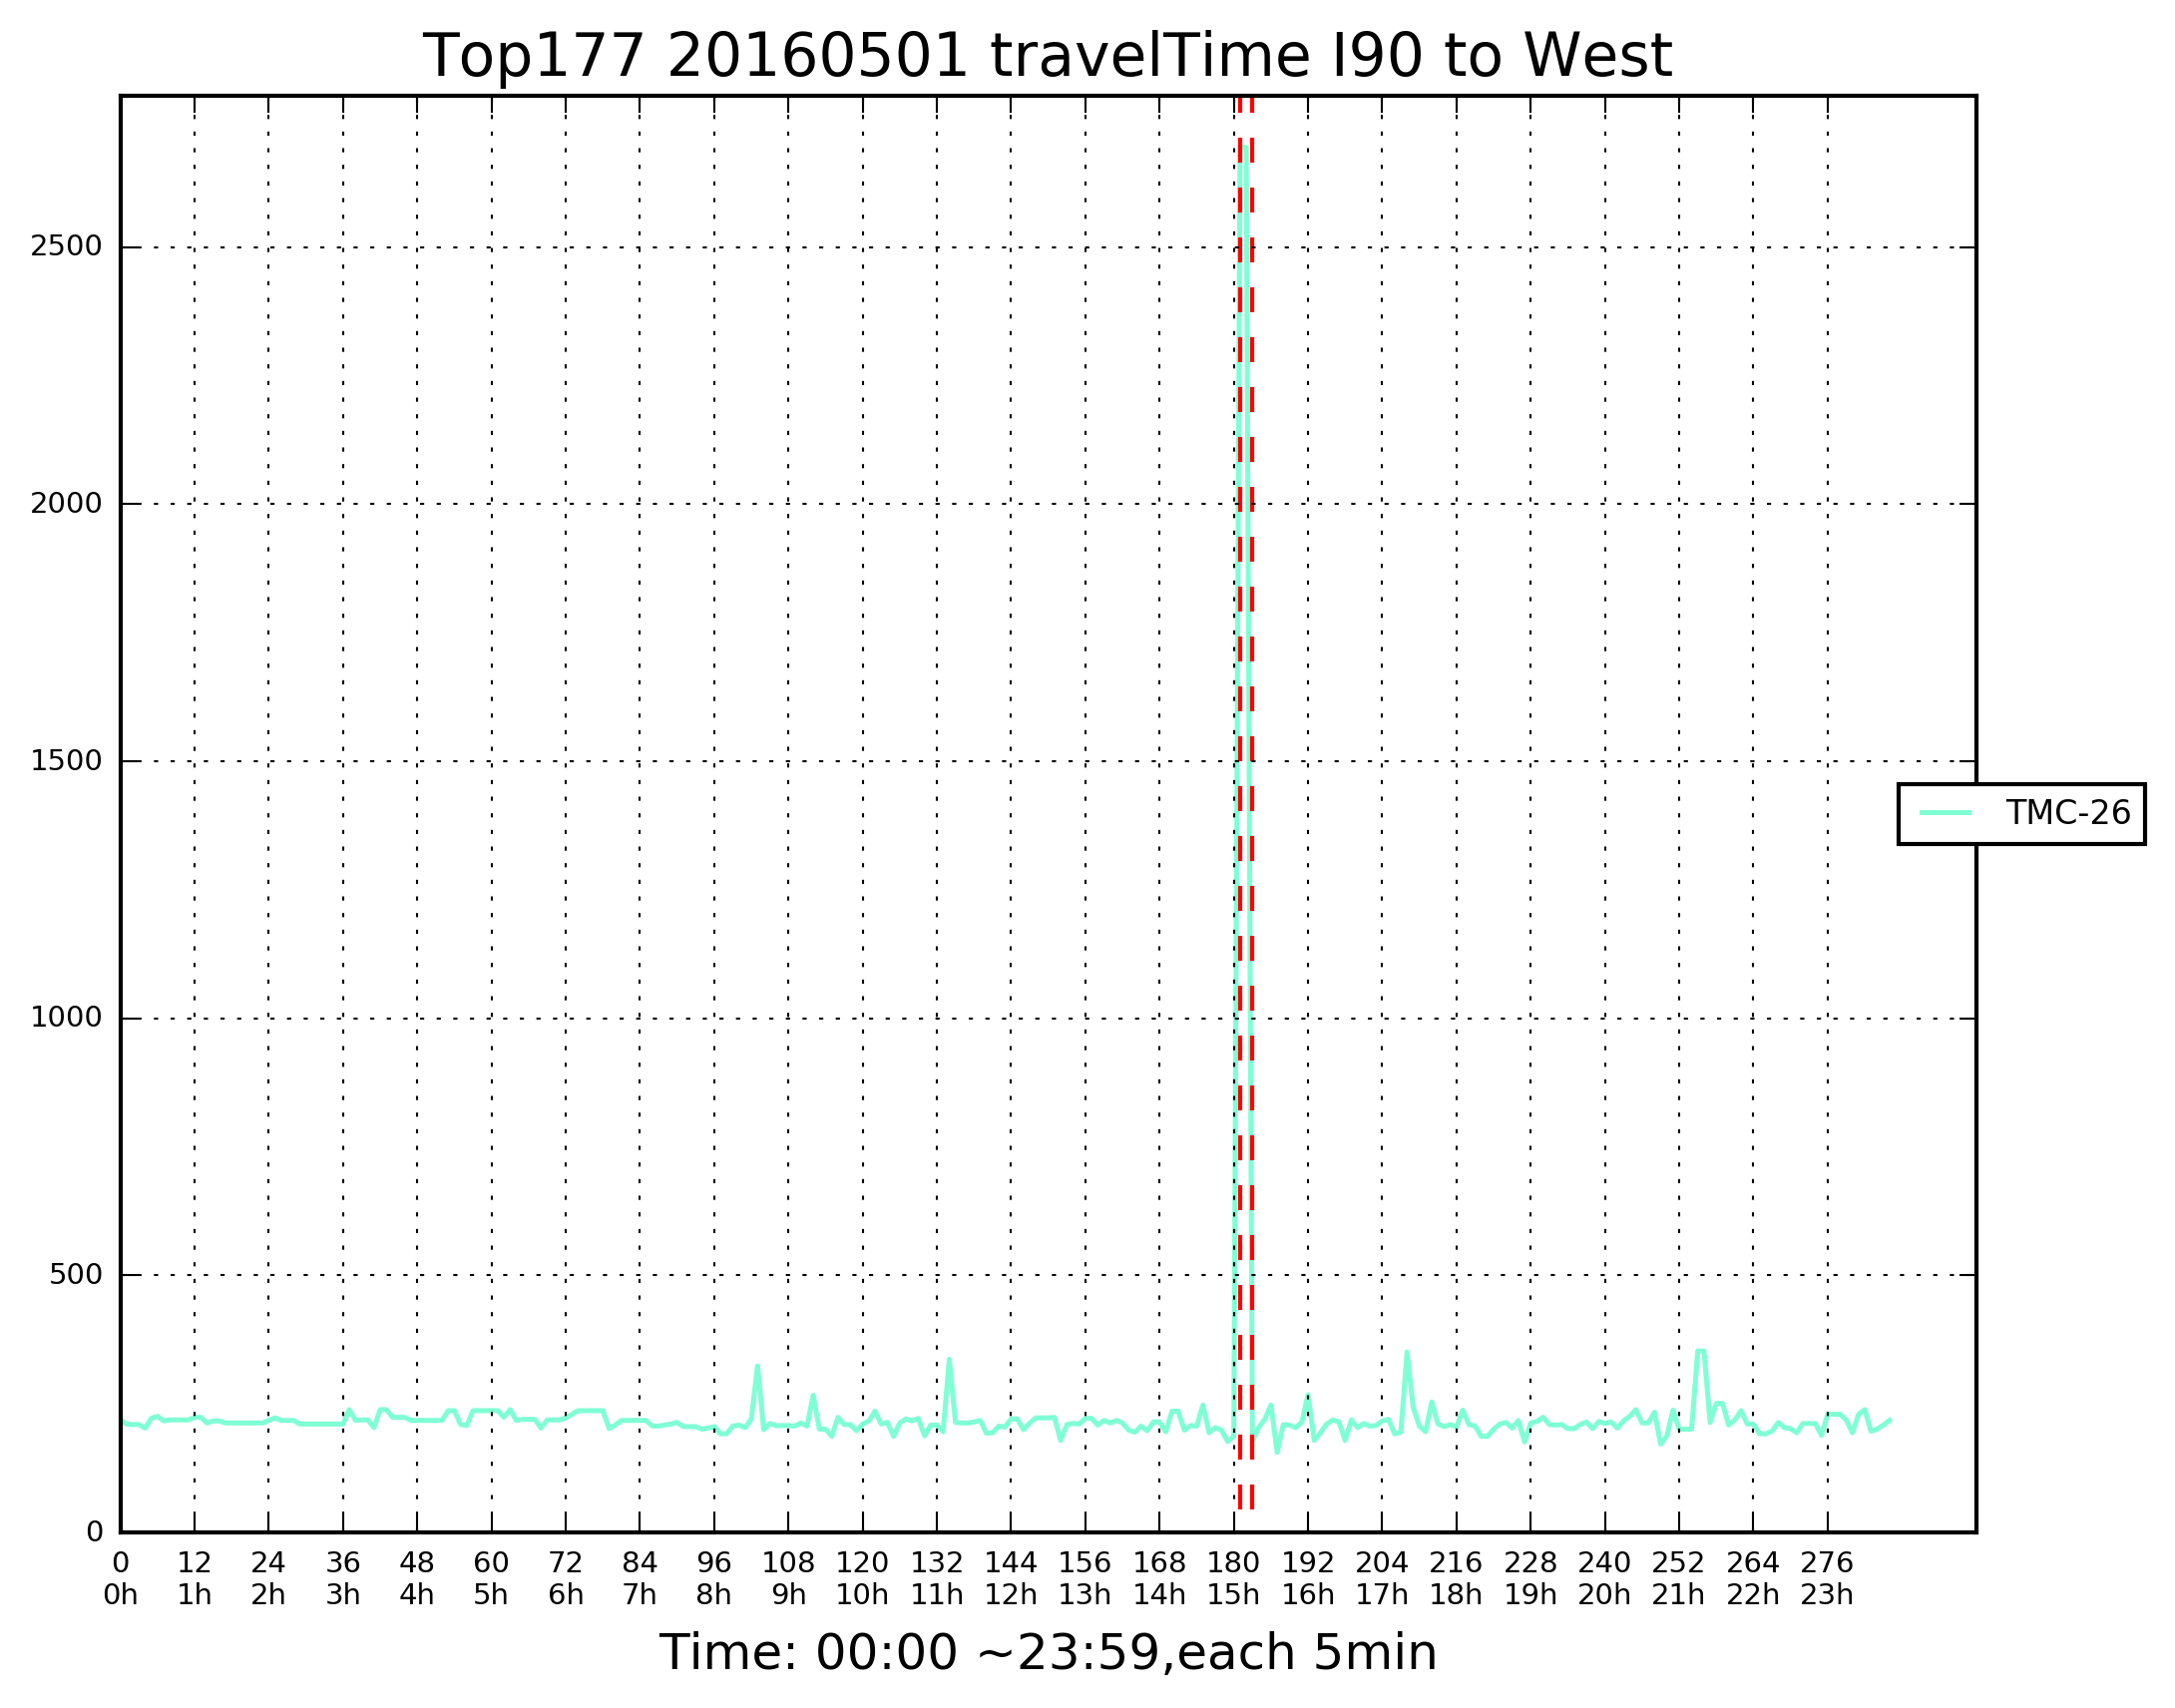 Top177 20160501 travelTime I90 to West
2500
2000
1500
1000
500
0
TMC-26
0 12 24 36 48 60 72 84 96 108 120 132 144 156 168 180 192 204 216 228 240 252 264 276
0h 1h 2h 3h 4h 5h 6h 7h 8h 9h 10h 11h 12h 13h 14h 15h 16h 17h 18h 19h 20h 21h 22h 23h
Time: 00:00 ~23:59,each 5min